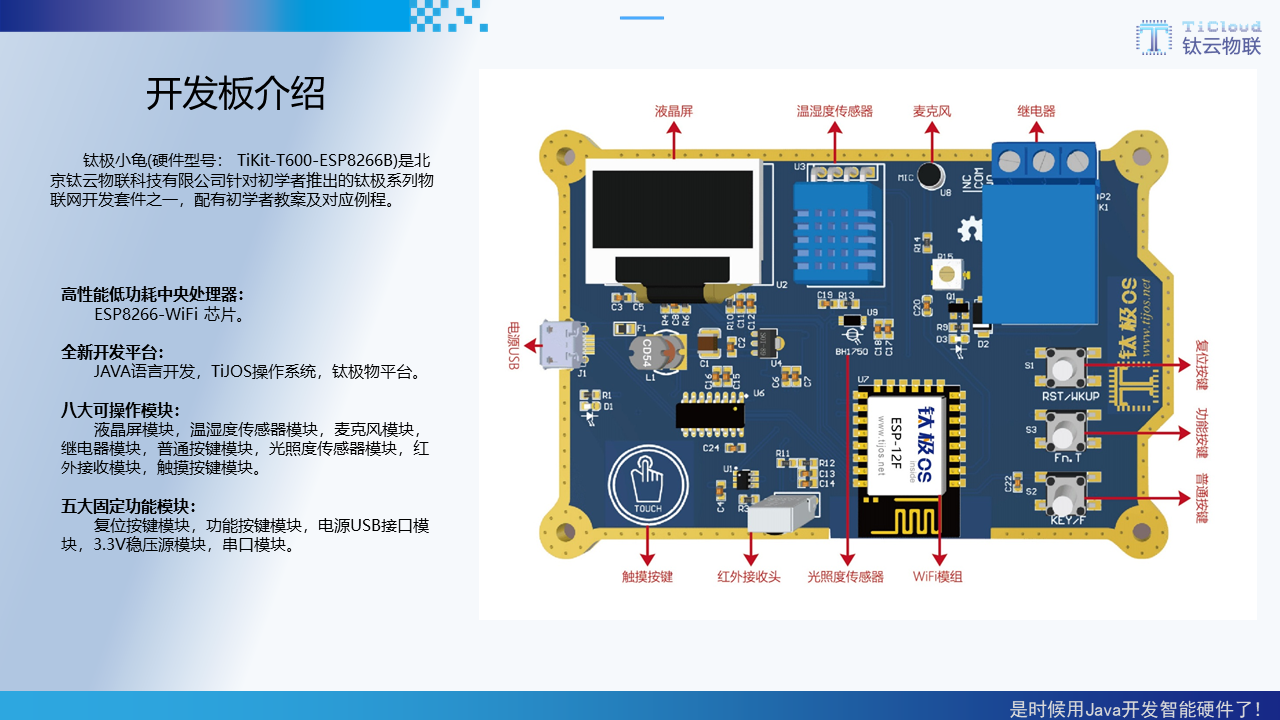 TiCloud
钛云物联
开发板介绍
钛极小龟(硬件型号： TiKit-T600-ESP8266B)是北
京钛云物联科技有限公司针对初学者推出的钛极系列物
联网开发套件之一，配有初学者教案及对应例程。
高性能低功耗中央处理器：
ESP8266-WiFi 芯片。
全新开发平台：
JAVA语言开发，TiJOS操作系统，钛极物平台。
八大可操作模块：
液晶屏模块，温湿度传感器模块，麦克风模块，
继电器模块，普通按键模块，光照度传感器模块，红
外接收模块，触摸按键模块。
五大固定功能模块：
复位按键模块，功能按键模块，电源USB接口模
块，3.3V稳压源模块，串口模块。
液晶屏
温湿度传感器
麦克风
继电器
U3
MIC
U8
NC
COM
P2
K1
R14
R15
U2
C3
C5
R4
C8
R6
R10
C11
C12
C19
R13
U9
C20
Q1
R9
D3
D2
BH1750
C18
C17
F1
CD54
L1
C1
C2
U4
J1
电源USB
C16
C15
C6
C7
R1
D1
U6
C24
U7
钛极OS
inside
ESP-12F
www.tijos.net
钛极OS
www.tijos.net
S1
RST/WKUP
S3
Fn.T
S2
KEY/F
C22
复位按键
功能按键
普通按键
R11
R12
C13
C14
U1
C4
R3
TOUCH
触摸按键
红外接收头
光照度传感器
WiFi模组
是时候用Java开发智能硬件了！